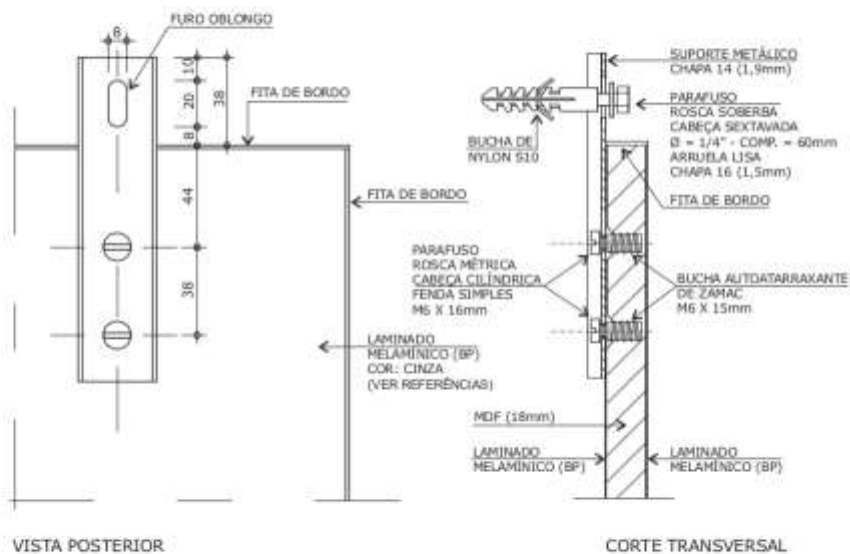 FURO OBLONGO
8
10
20
38
8
FITA DE BORDO
FITA DE BORDO
44
38
LAMINADO
MELAMÍNICO (BP)
COR: CINZA
(VER REFERÊNCIAS)
VISTA POSTERIOR
SUPORTE METÁLICO
CHAPA 14 (1,9mm)
PARAFUSO
ROSCA SOBERBA
CABEÇA SEXTAVADA
Ø = 1/4" - COMP. = 60mm
ARRUELA LISA
CHAPA 16 (1,5mm)
BUCHA DE
NYLON S10
FITA DE BORDO
PARAFUSO
ROSCA MÉTRICA
CABEÇA CILÍNDRICA
FENDA SIMPLES
M6 X 16mm
BUCHA AUTOATARRAXANTE
DE ZAMAC
M6 X 15mm
MDF (18mm)
LAMINADO
MELAMÍNICO (BP)
LAMINADO
MELAMÍNICO (BP)
CORTE TRANSVERSAL